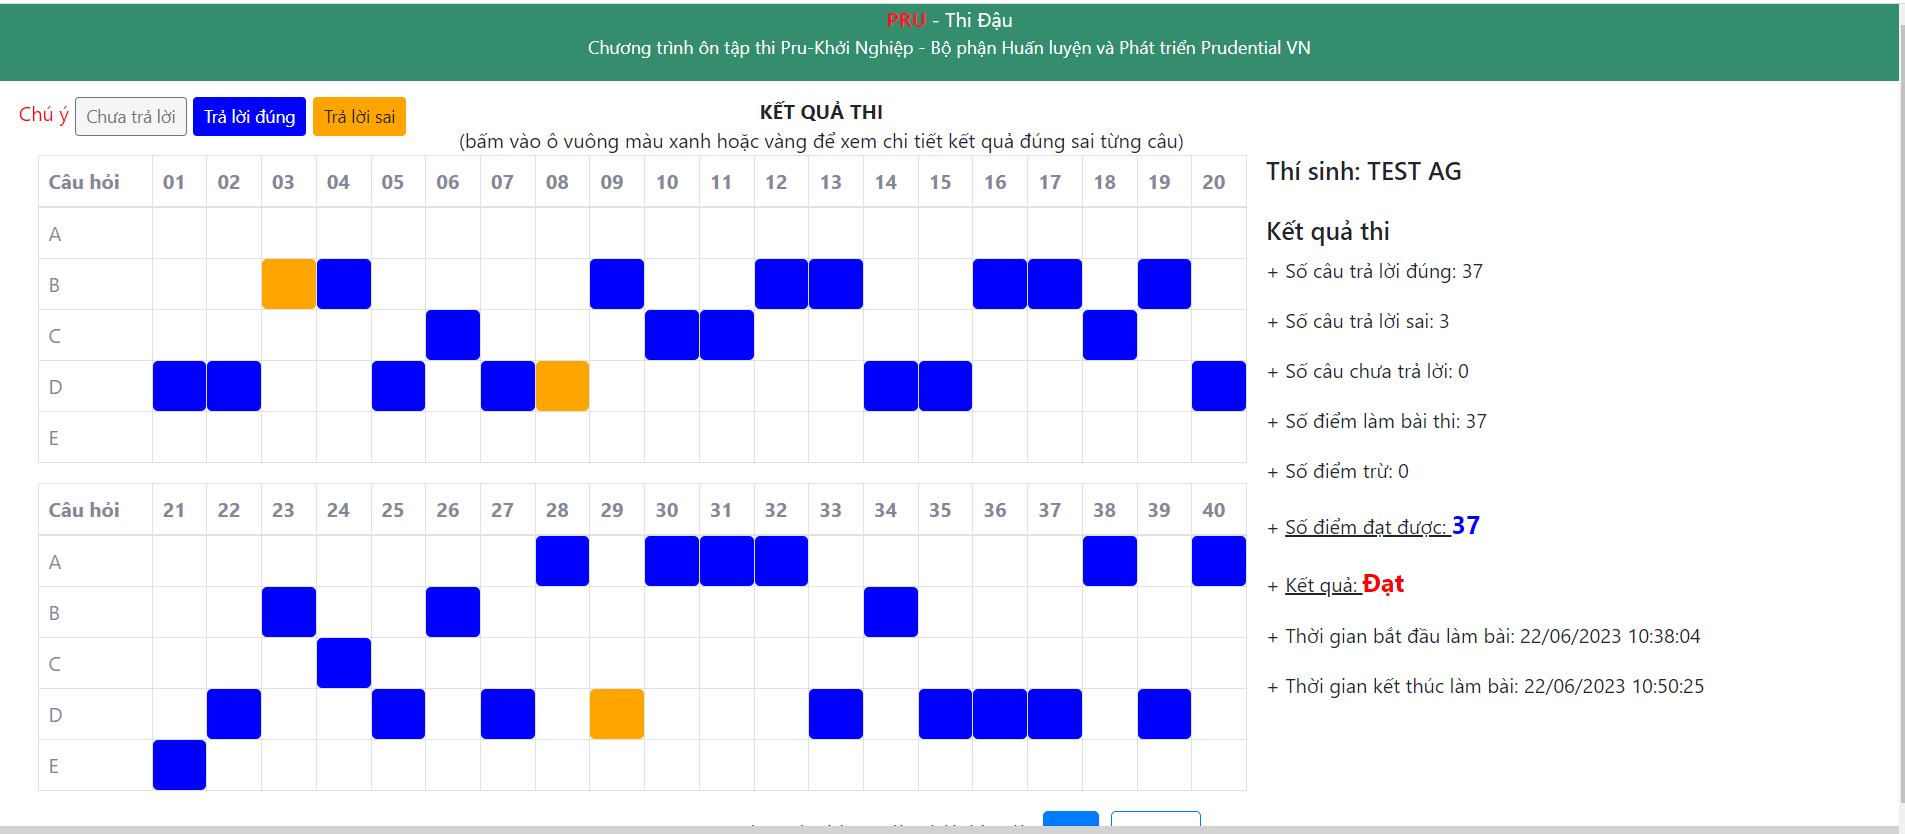 PRU - Thi Đậu
Chương trình ôn tập thi Pru-Khởi Nghiệp - Bộ phận Huấn luyện và Phát triển Prudential VN
Chú ý Chưa trả lời Trả lời đúng Trả lời sai
KẾT QUẢ THI
(bấm vào ô vuông màu xanh hoặc vàng để xem chi tiết kết quả đúng sai từng câu)
Câu hỏi 01 02 03 04 05 06 07 08 09 10 11 12 13 14 15 16 17 18 19 20
A
B
C
D
E
Câu hỏi 21 22 23 24 25 26 27 28 29 30 31 32 33 34 35 36 37 38 39 40
A
B
C
D
E
Thí sinh: TEST AG
Kết quả thi
+ Số câu trả lời đúng: 37
+ Số câu trả lời sai: 3
+ Số câu chưa trả lời: 0
+ Số điểm làm bài thi: 37
+ Số điểm trừ: 0
+ Số điểm đạt được: 37
+ Kết quả: Đạt
+ Thời gian bắt đầu làm bài: 22/06/2023 10:38:04
+ Thời gian kết thúc làm bài: 22/06/2023 10:50:25